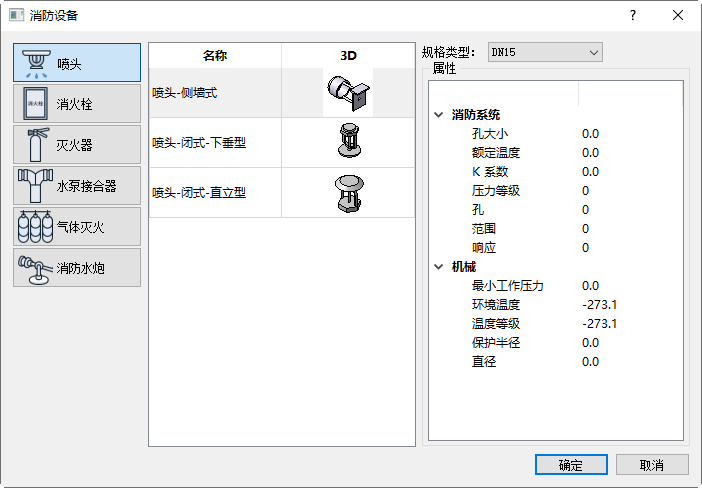 消防设备
?
喷头
消火栓
消火栓
灭火器
水泵接合器
气体灭火
消防水炮
名称 3D
喷头-侧墙式
喷头-闭式-下垂型
喷头-闭式-直立型
规格类型: DN15
属性
消防系统
孔大小 0.0
额定温度 0.0
K 系数 0.0
压力等级 0
孔 0
范围 0
响应 0
机械
最小工作压力 0.0
环境温度 -273.1
温度等级 -273.1
保护半径 0.0
直径 0.0
确定 取消